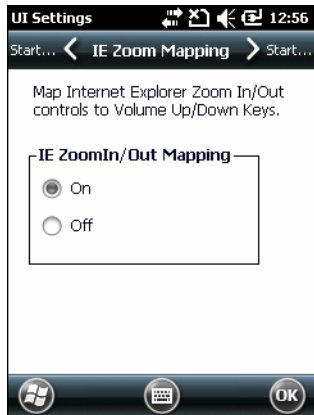 UI Settings 12:56
Start... IE Zoom Mapping Start...
Map Internet Explorer Zoom In/Out
controls to Volume Up/Down Keys.
IE ZoomIn/Out Mapping
On
Off
OK